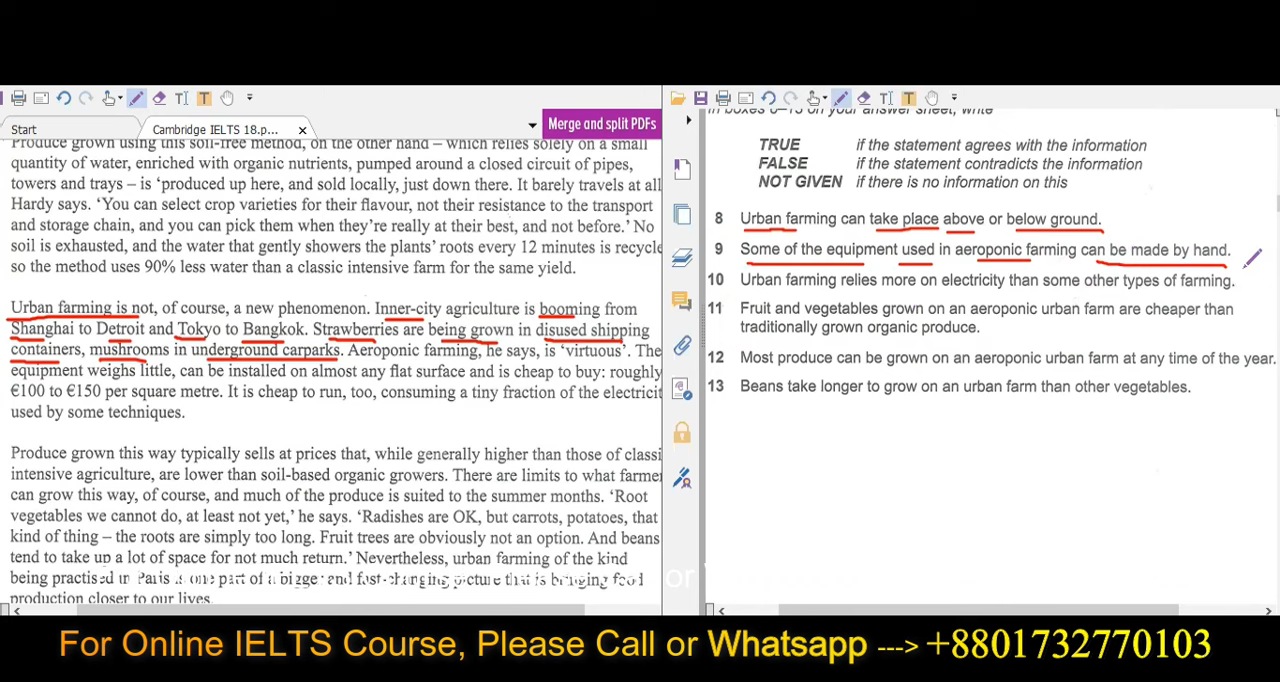 Start
Cambridge IELTS 18.p...
Merge and split PDFs
Produce grown using this soil-free method, on the other hand – which relies solely on a small
quantity of water, enriched with organic nutrients, pumped around a closed circuit of pipes,
towers and trays – is ‘produced up here, and sold locally, just down there. It barely travels at all
Hardy says. ‘You can select crop varieties for their flavour, not their resistance to the transport
and storage chain, and you can pick them when they’re really at their best, and not before.’ No
soil is exhausted, and the water that gently showers the plants’ roots every 12 minutes is recycle
so the method uses 90% less water than a classic intensive farm for the same yield.
Urban farming is not, of course, a new phenomenon. Inner-city agriculture is booming from
Shanghai to Detroit and Tokyo to Bangkok. Strawberries are being grown in disused shipping
containers, mushrooms in underground carparks. Aeroponic farming, he says, is ‘virtuous’. The
equipment weighs little, can be installed on almost any flat surface and is cheap to buy: roughly
€100 to €150 per square metre. It is cheap to run, too, consuming a tiny fraction of the electricit
used by some techniques.
Produce grown this way typically sells at prices that, while generally higher than those of classi
intensive agriculture, are lower than soil-based organic growers. There are limits to what farmer
can grow this way, of course, and much of the produce is suited to the summer months. ‘Root
vegetables we cannot do, at least not yet,’ he says. ‘Radishes are OK, but carrots, potatoes, that
kind of thing – the roots are simply too long. Fruit trees are obviously not an option. And beans
tend to take up a lot of space for not much return.’ Nevertheless, urban farming of the kind
being practised in Paris is one part of a bigger and fast-changing picture that is bringing food
production closer to our lives.
TRUE if the statement agrees with the information
FALSE if the statement contradicts the information
NOT GIVEN if there is no information on this
8 Urban farming can take place above or below ground.
9 Some of the equipment used in aeroponic farming can be made by hand.
10 Urban farming relies more on electricity than some other types of farming.
11 Fruit and vegetables grown on an aeroponic urban farm are cheaper than
traditionally grown organic produce.
12 Most produce can be grown on an aeroponic urban farm at any time of the year.
13 Beans take longer to grow on an urban farm than other vegetables.
For Online IELTS Course, Please Call or Whatsapp ---> +8801732770103